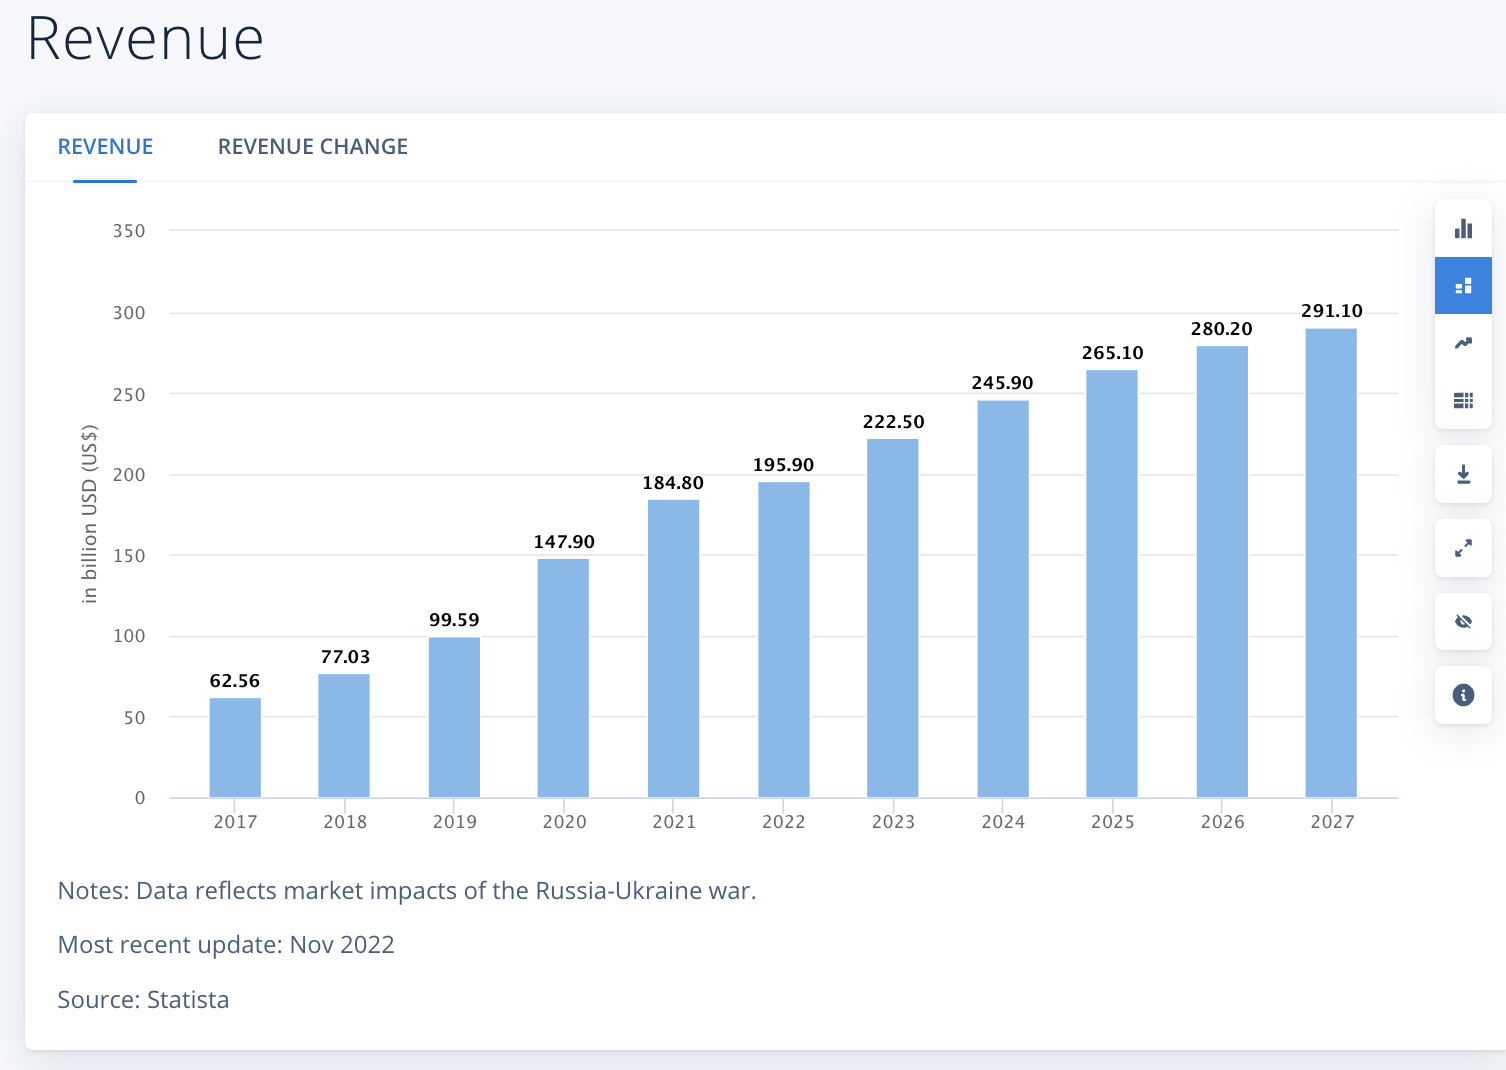 Revenue
REVENUE REVENUE CHANGE
350
300
250
200
150
100
50
0
in billion USD (US$)
62.56
77.03
99.59
147.90
184.80
195.90
222.50
245.90
265.10
280.20
291.10
2017 2018 2019 2020 2021 2022 2023 2024 2025 2026 2027
Notes: Data reflects market impacts of the Russia-Ukraine war.
Most recent update: Nov 2022
Source: Statista